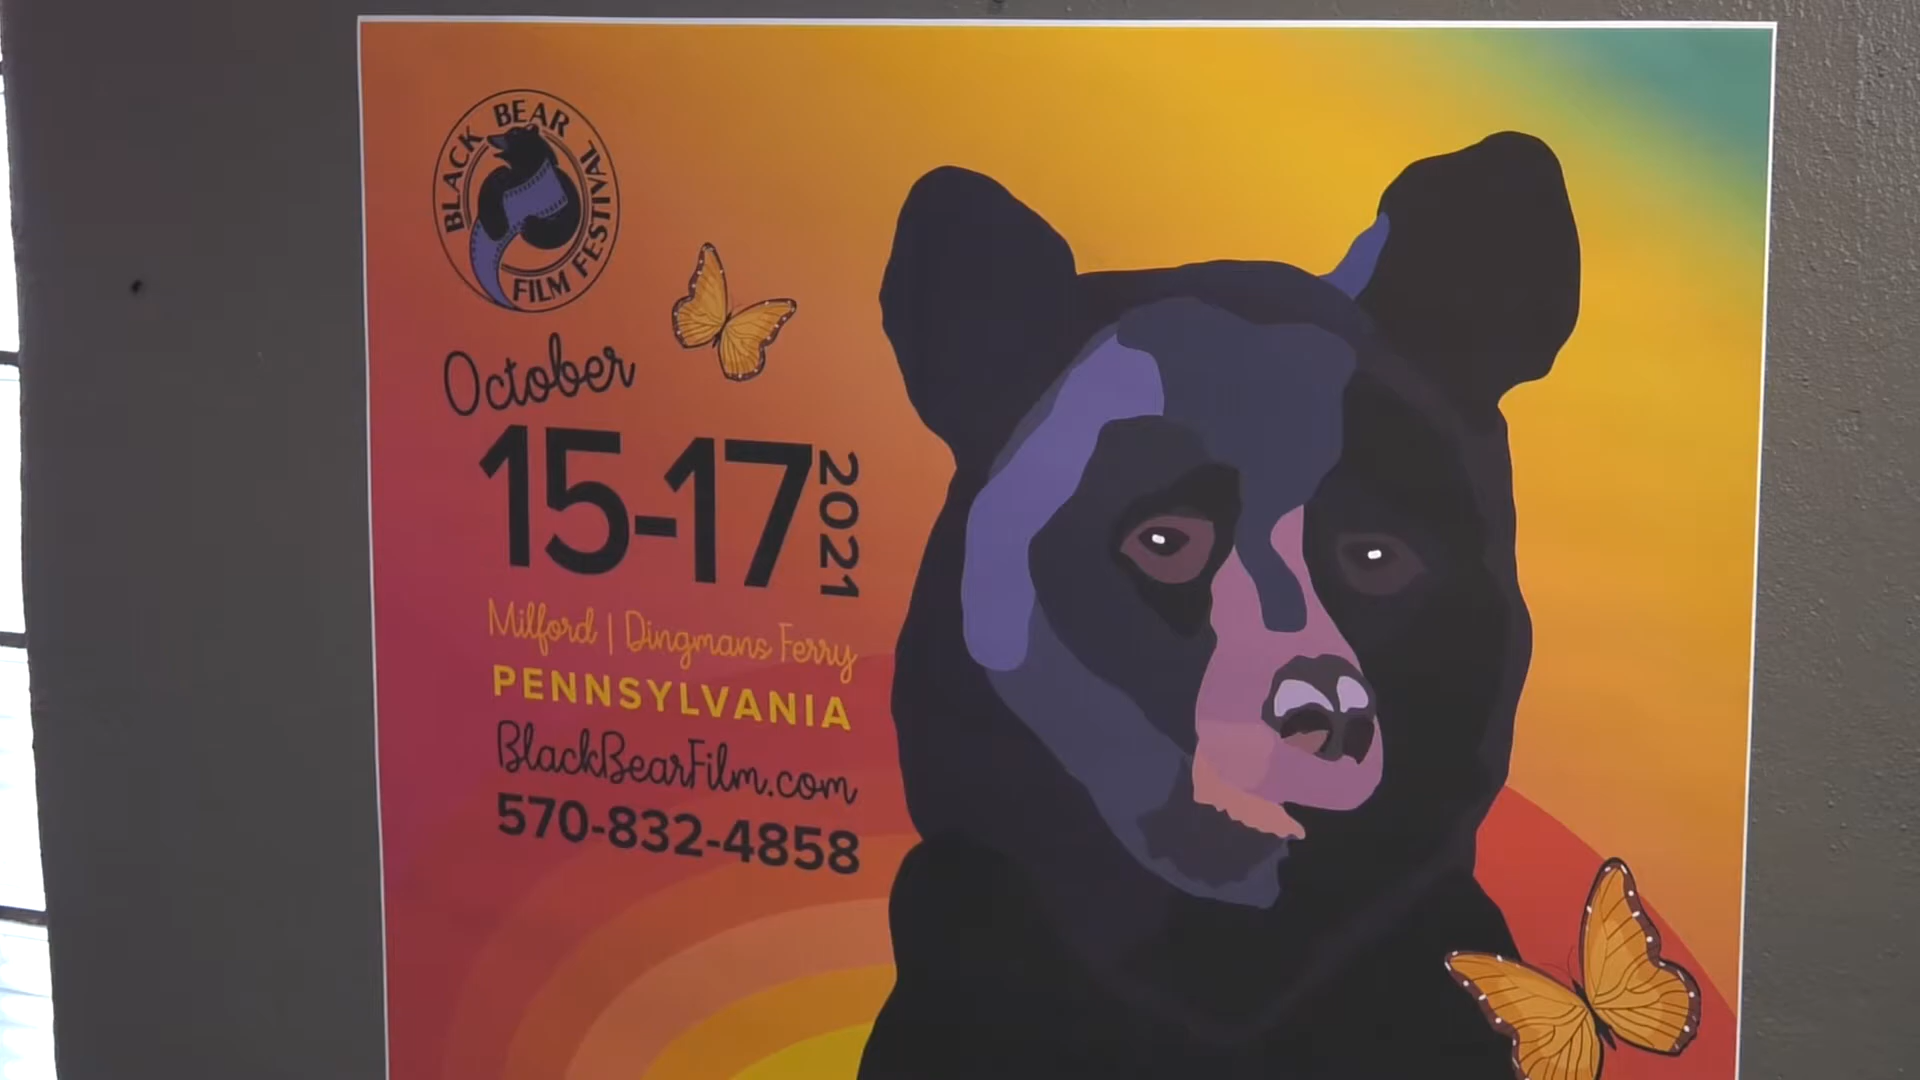 BLACK BEAR FILM FESTIVAL
October
15-17 2021
Milford | Dingmans Ferry
PENNSYLVANIA
BlackBearFilm.com
570-832-4858